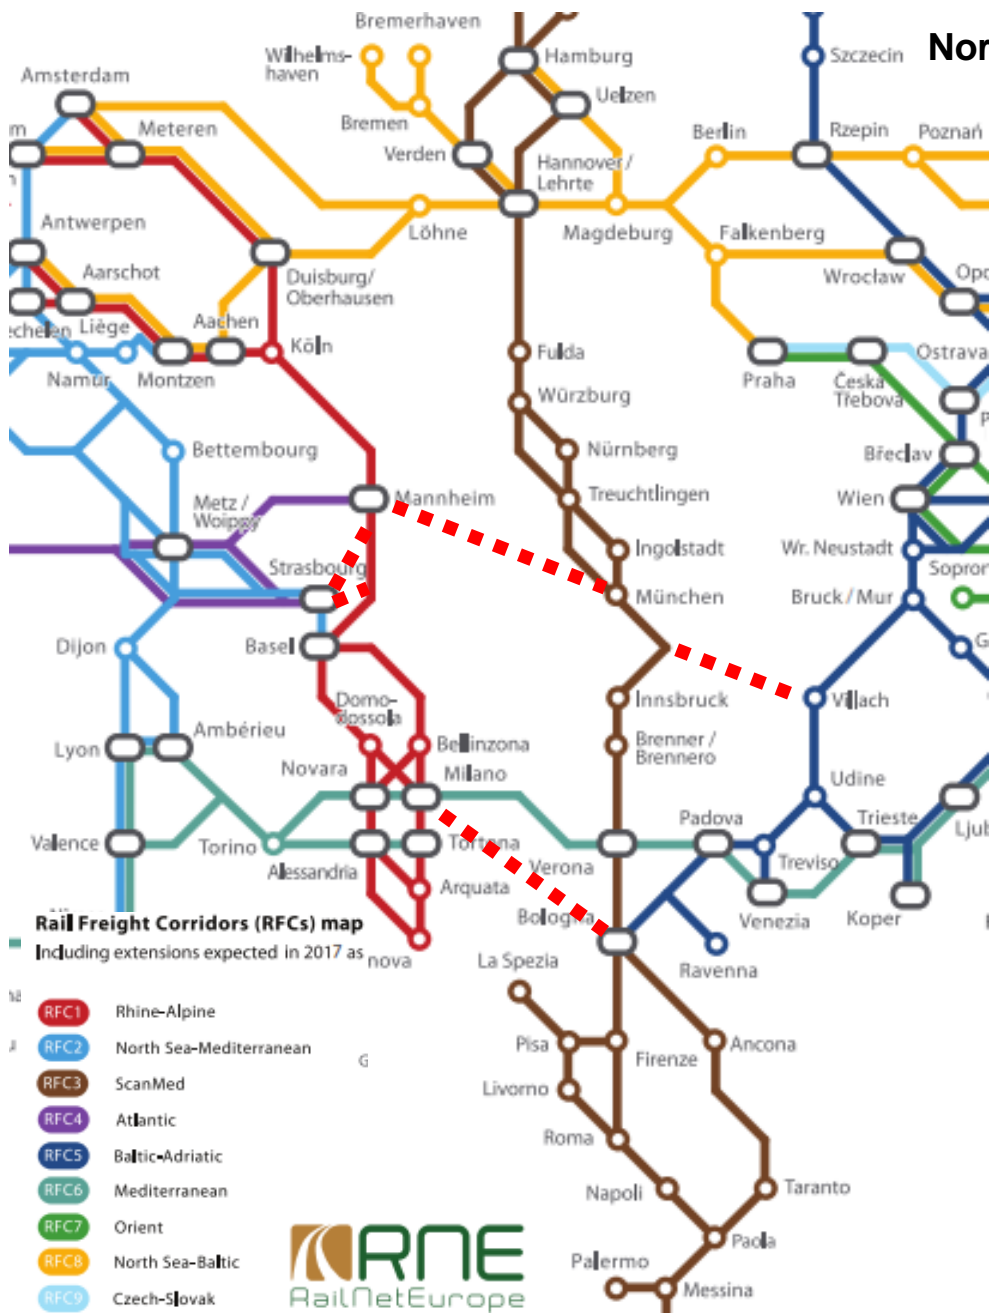 Bremerhaven
Nor
Wilhelms-
haven
Hamburg
Szczecin
Amsterdam
Uelzen
Bremen
Meteren
Berlin
Rzepin
Poznań
Verden
Hannover/
Lehrte
Antwerpen
Löhne
Magdeburg
Falkenberg
Aarschot
Duisburg/
Oberhausen
Wrocław
Opo
echelen
Liège
Aachen
Köln
Fulda
Ostrava
Namur
Montzen
Praha
Česka
Třebova
Würzburg
Bettembourg
Nürnberg
Břeclav
Metz /
Woippy
Mannheim
Treuchtlingen
Wien
Ingolstadt
Wr. Neustadt
Strasbourg
Sopron
München
Bruck / Mur
Dijon
Basel
G
Domo-
dossola
Innsbruck
Villach
Lyon
Ambérieu
Bellinzona
Brenner /
Brennero
Novara
Milano
Udine
Padova
Trieste
Valence
Torino
Alessandria
Tortona
Verona
Treviso
Ljub
Arquata
Bologna
Venezia
Koper
Rail Freight Corridors (RFCs) map
Including extensions expected in 2017 as
nova
La Spezia
Ravenna
RFC1 Rhine-Alpine
RFC2 North Sea-Mediterranean
G
Pisa
Firenze
Ancona
RFC3 ScanMed
Livorno
RFC4 Atlantic
Roma
RFC5 Baltic-Adriatic
RFC6 Mediterranean
Napoli
Taranto
RFC7 Orient
Paola
RFC8 North Sea-Baltic
RNE
Palermo
RFC9 Czech-Slovak
RailNetEurope
Messina